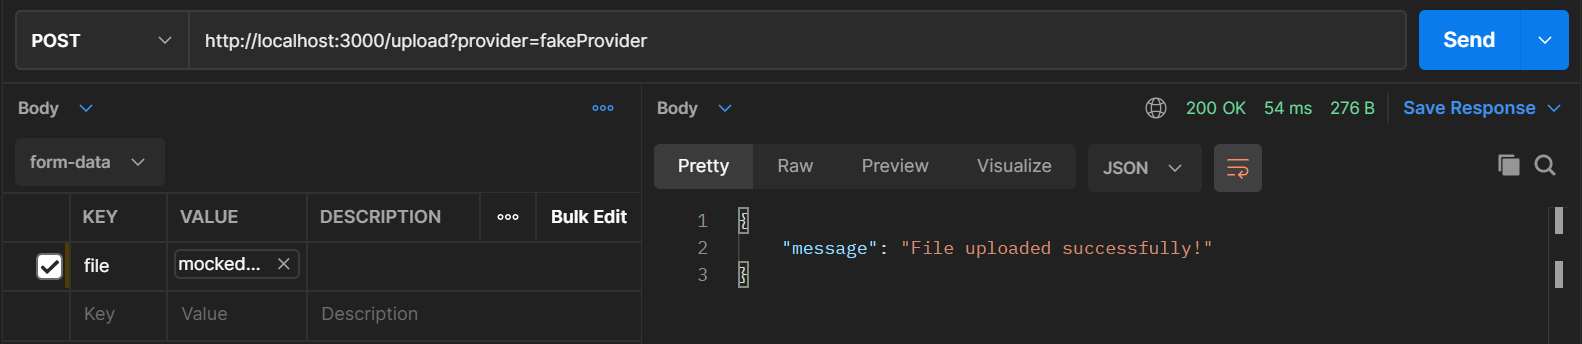 POST http://localhost:3000/upload?provider=fakeProvider Send
Body
form-data
KEY VALUE DESCRIPTION ooo Bulk Edit
file mocked...
Key Value Description
Body 200 OK 54 ms 276 B Save Response
Pretty Raw Preview Visualize JSON
1 {
2 "message": "File uploaded successfully!"
3 }